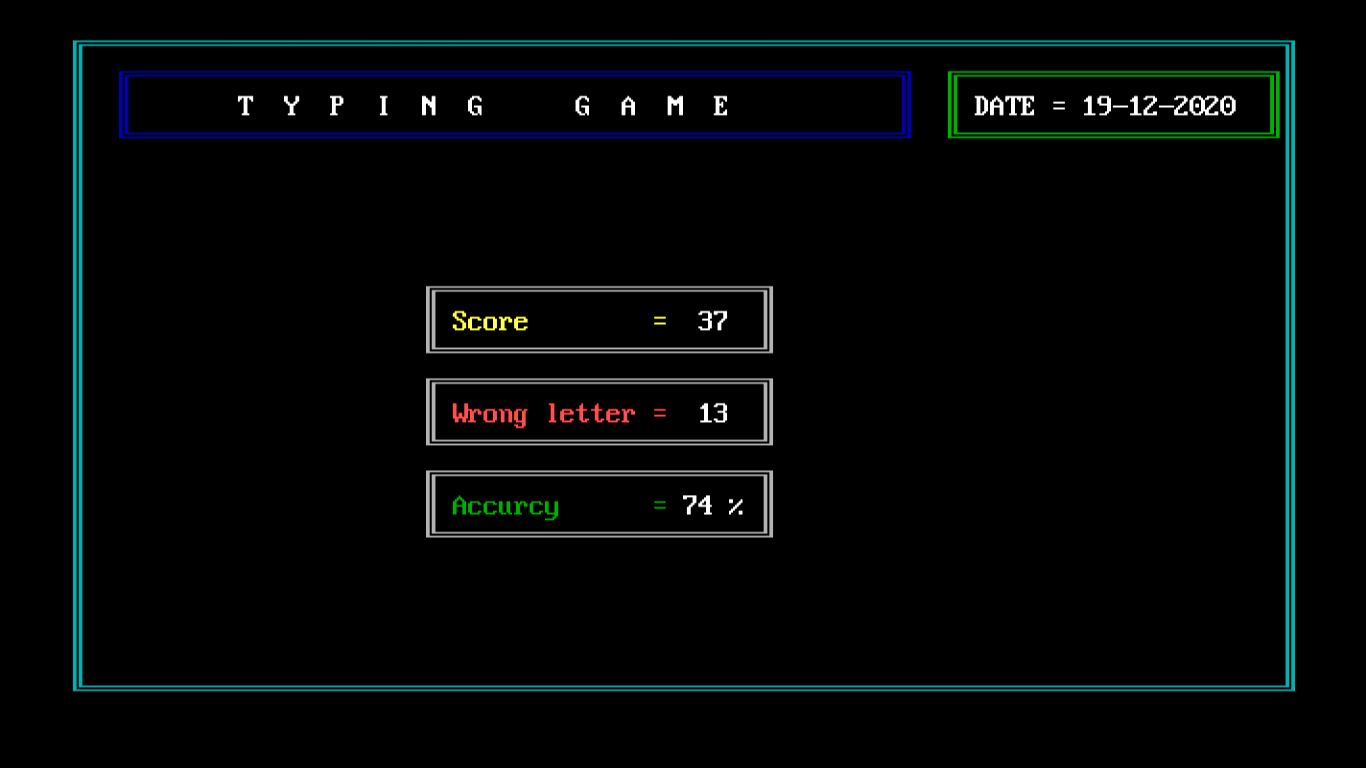 T Y P I N G   G A M E
DATE = 19-12-2020
Score = 37
Wrong letter = 13
Accurcy = 74 %